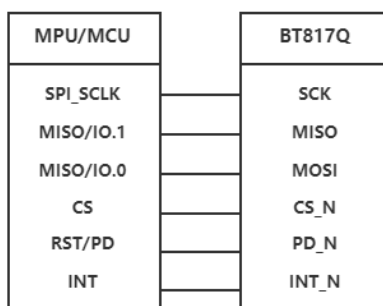 MPU/MCU BT817Q
SPI_SCLK SCK
MISO/IO.1 MISO
MISO/IO.0 MOSI
CS CS_N
RST/PD PD_N
INT INT_N